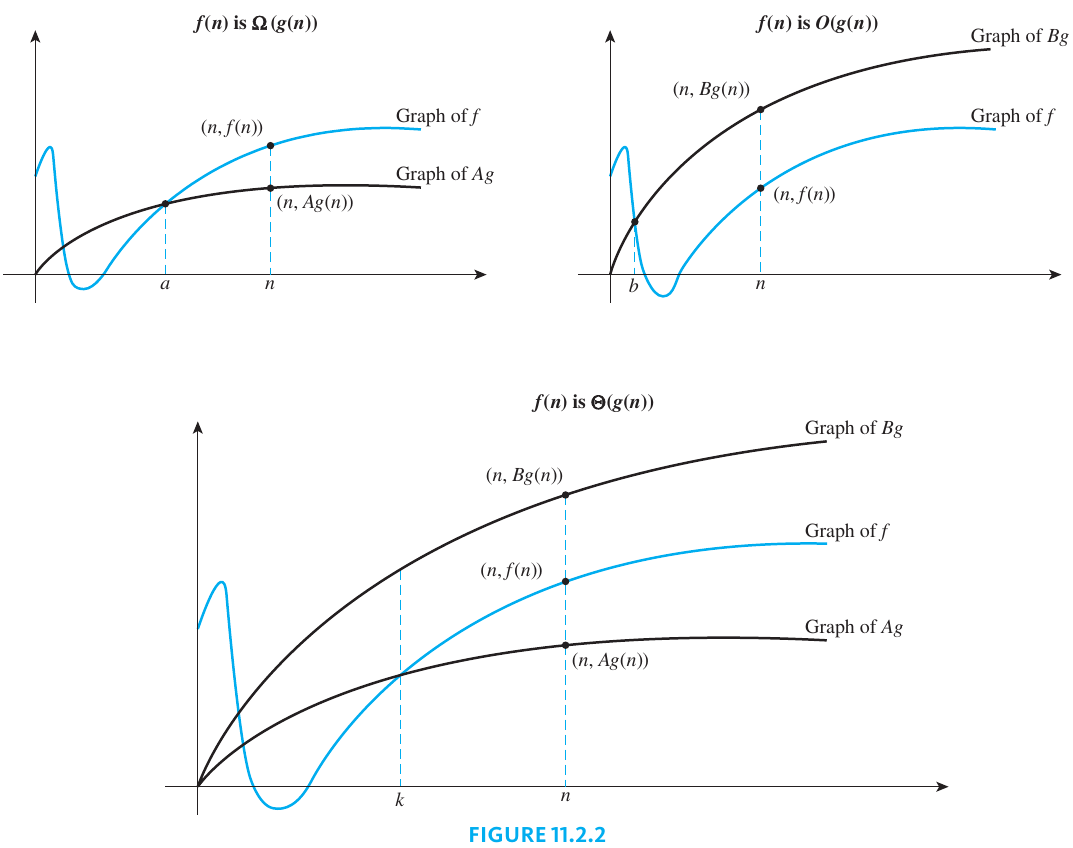 f(n) is Ω(g(n))
Graph of f
(n, f(n))
Graph of Ag
(n, Ag(n))
a
n
f(n) is O(g(n))
Graph of Bg
(n, Bg(n))
Graph of f
(n, f(n))
b
n
f(n) is Θ(g(n))
Graph of Bg
(n, Bg(n))
Graph of f
(n, f(n))
Graph of Ag
(n, Ag(n))
k
n
FIGURE 11.2.2